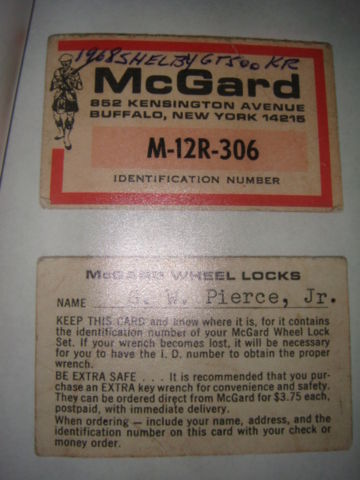 1968 SHELBY GT500 KR
McGard
852 KENSINGTON AVENUE
BUFFALO, NEW YORK 14215
M-12R-306
IDENTIFICATION NUMBER
McGARD WHEEL LOCKS
NAME G. W. Pierce, Jr.
KEEP THIS CARD and know where it is, for it contains
the identification number of your McGard Wheel Lock
Set. If your wrench becomes lost, it will be necessary
for you to have the I. D. number to obtain the proper
wrench.
BE EXTRA SAFE . . . It is recommended that you pur-
chase an EXTRA key wrench for convenience and safety.
They can be ordered direct from McGard for $3.75 each,
postpaid, with immediate delivery.
When ordering — include your name, address, and the
identification number on this card with your check or
money order.